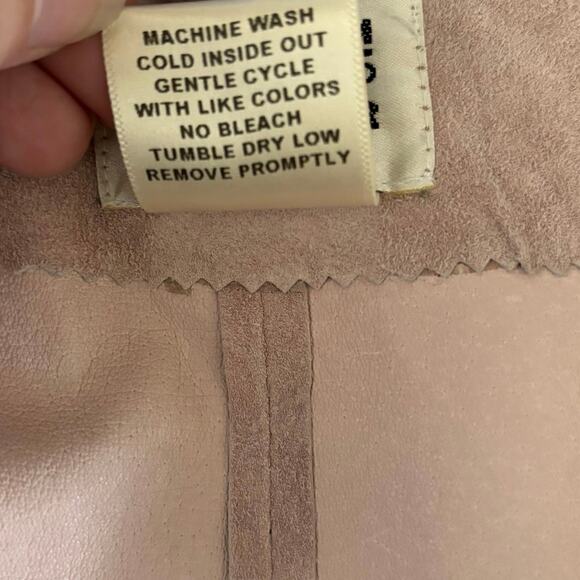 MACHINE WASH
COLD INSIDE OUT
GENTLE CYCLE
WITH LIKE COLORS
NO BLEACH
TUMBLE DRY LOW
REMOVE PROMPTLY